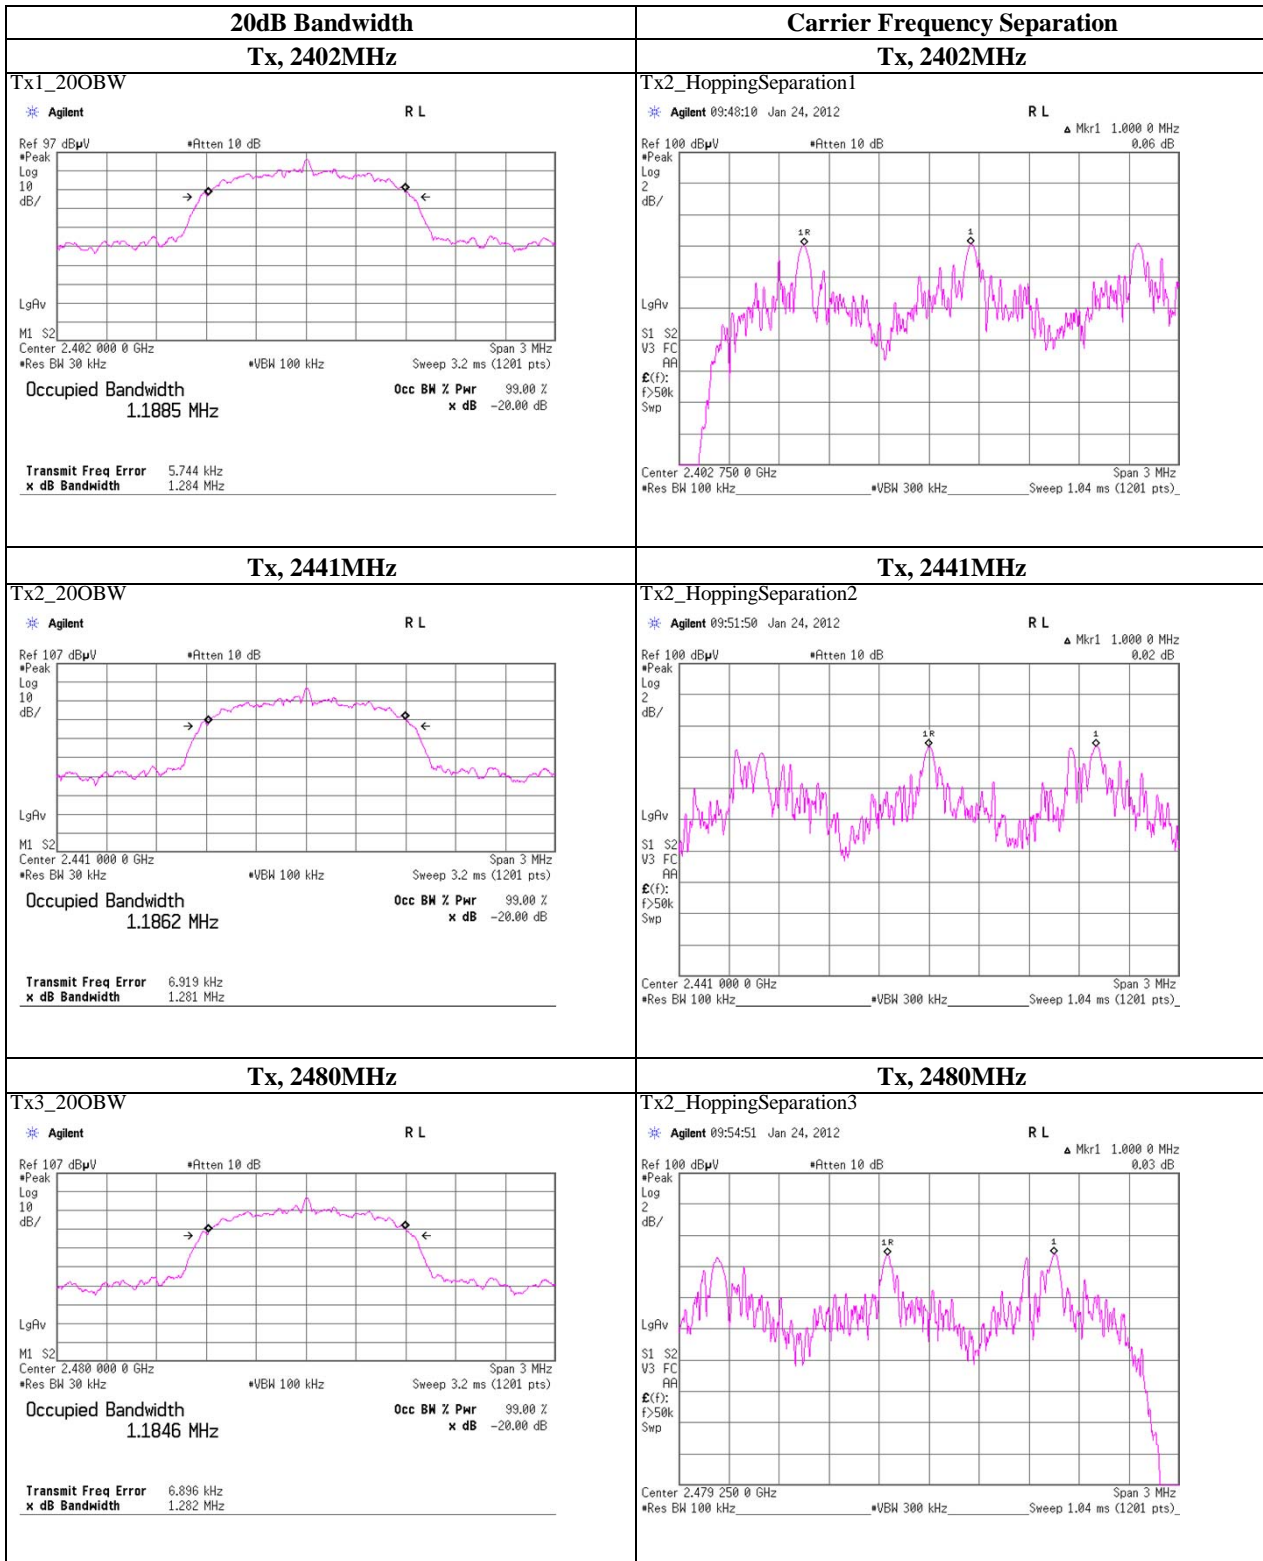 20dB Bandwidth
Carrier Frequency Separation
Tx, 2402MHz
Tx, 2402MHz
Tx1_20OBW
Agilent
R L
Ref 97 dBµV
#Atten 10 dB
#Peak
Log
10
dB/
LgAv
M1 S2
Center 2.402 000 0 GHz
Span 3 MHz
#Res BW 30 kHz
#VBW 100 kHz
Sweep 3.2 ms (1201 pts)
Occupied Bandwidth
1.1885 MHz
Occ BW % Pwr 99.00 %
x dB -20.00 dB
Transmit Freq Error 5.744 kHz
x dB Bandwidth 1.284 MHz
Tx2_HoppingSeparation1
Agilent 09:48:10 Jan 24, 2012
R L
Δ Mkr1 1.000 0 MHz
Ref 100 dBµV
#Atten 10 dB
0.06 dB
#Peak
Log
2
dB/
1R
1
LgAv
S1 S2
V3 FC
AA
£(f):
f>50k
Swp
Center 2.402 750 0 GHz
Span 3 MHz
#Res BW 100 kHz
#VBW 300 kHz
Sweep 1.04 ms (1201 pts)
Tx, 2441MHz
Tx, 2441MHz
Tx2_20OBW
Agilent
R L
Ref 107 dBµV
#Atten 10 dB
#Peak
Log
10
dB/
LgAv
M1 S2
Center 2.441 000 0 GHz
Span 3 MHz
#Res BW 30 kHz
#VBW 100 kHz
Sweep 3.2 ms (1201 pts)
Occupied Bandwidth
1.1862 MHz
Occ BW % Pwr 99.00 %
x dB -20.00 dB
Transmit Freq Error 6.919 kHz
x dB Bandwidth 1.281 MHz
Tx2_HoppingSeparation2
Agilent 09:51:50 Jan 24, 2012
R L
Δ Mkr1 1.000 0 MHz
Ref 100 dBµV
#Atten 10 dB
0.02 dB
#Peak
Log
2
dB/
1R
1
LgAv
S1 S2
V3 FC
AA
£(f):
f>50k
Swp
Center 2.441 000 0 GHz
Span 3 MHz
#Res BW 100 kHz
#VBW 300 kHz
Sweep 1.04 ms (1201 pts)
Tx, 2480MHz
Tx, 2480MHz
Tx3_20OBW
Agilent
R L
Ref 107 dBµV
#Atten 10 dB
#Peak
Log
10
dB/
LgAv
M1 S2
Center 2.480 000 0 GHz
Span 3 MHz
#Res BW 30 kHz
#VBW 100 kHz
Sweep 3.2 ms (1201 pts)
Occupied Bandwidth
1.1846 MHz
Occ BW % Pwr 99.00 %
x dB -20.00 dB
Transmit Freq Error 6.896 kHz
x dB Bandwidth 1.282 MHz
Tx2_HoppingSeparation3
Agilent 09:54:51 Jan 24, 2012
R L
Δ Mkr1 1.000 0 MHz
Ref 100 dBµV
#Atten 10 dB
0.03 dB
#Peak
Log
2
dB/
1R
1
LgAv
S1 S2
V3 FC
AA
£(f):
f>50k
Swp
Center 2.479 250 0 GHz
Span 3 MHz
#Res BW 100 kHz
#VBW 300 kHz
Sweep 1.04 ms (1201 pts)